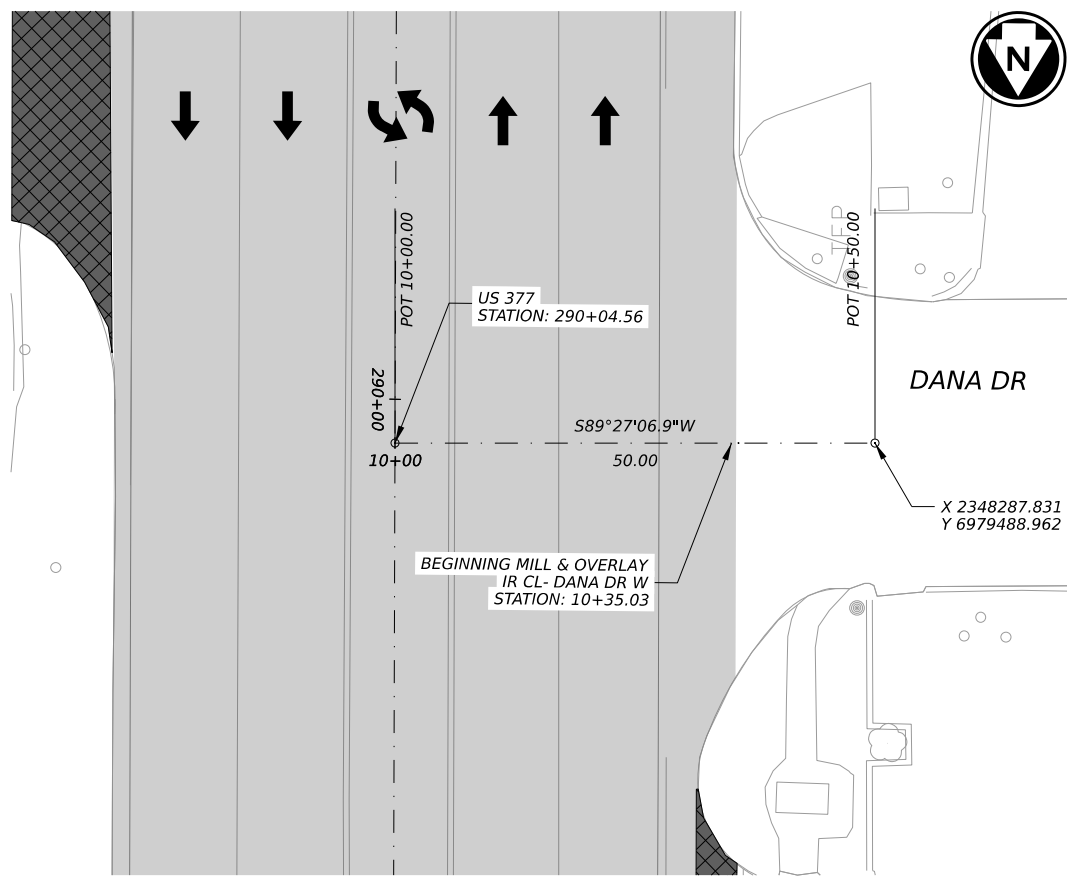 N
TFP
POT 10+00.00
POT 10+50.00
US 377
STATION: 290+04.56
290+00
DANA DR
S89°27'06.9"W
10+00
50.00
X 2348287.831
Y 6979488.962
BEGINNING MILL & OVERLAY
IR CL- DANA DR W
STATION: 10+35.03